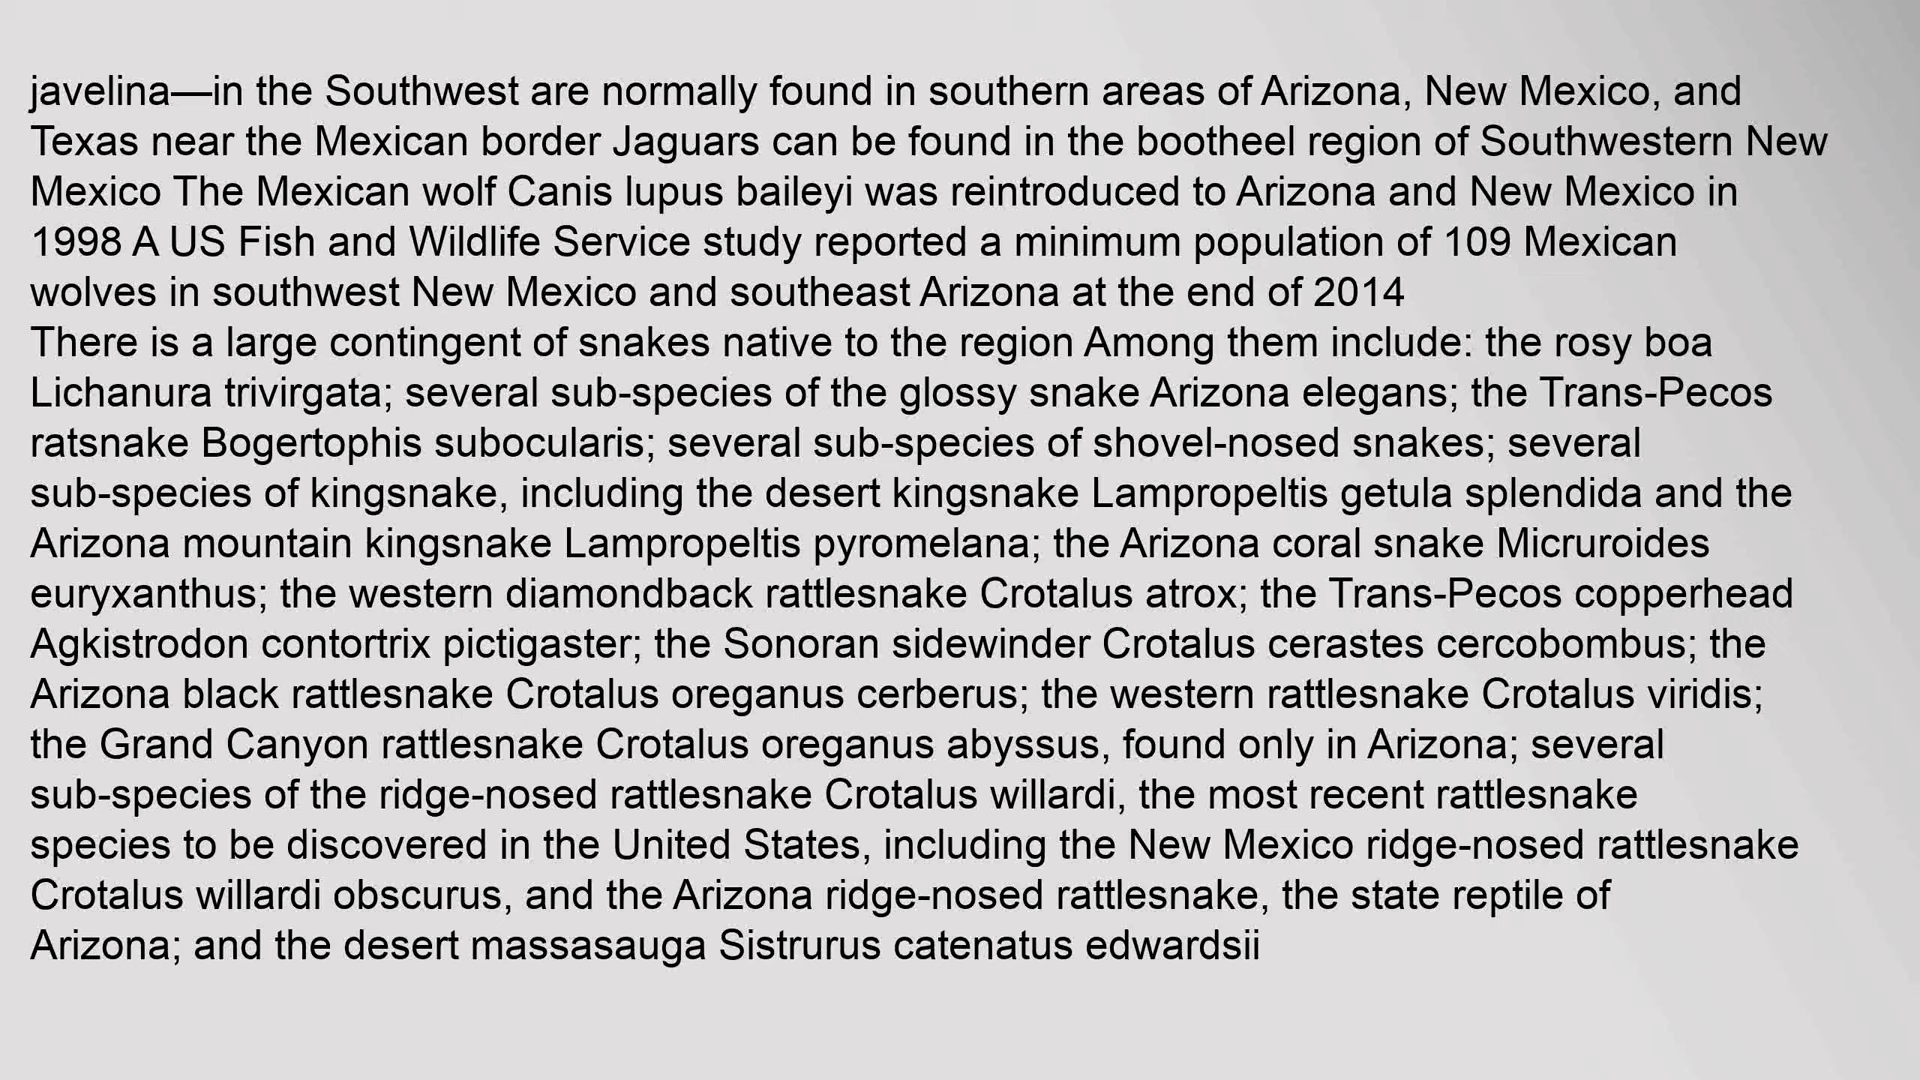 javelina—in the Southwest are normally found in southern areas of Arizona, New Mexico, and
Texas near the Mexican border Jaguars can be found in the bootheel region of Southwestern New
Mexico The Mexican wolf Canis lupus baileyi was reintroduced to Arizona and New Mexico in
1998 A US Fish and Wildlife Service study reported a minimum population of 109 Mexican
wolves in southwest New Mexico and southeast Arizona at the end of 2014
There is a large contingent of snakes native to the region Among them include: the rosy boa
Lichanura trivirgata; several sub-species of the glossy snake Arizona elegans; the Trans-Pecos
ratsnake Bogertophis subocularis; several sub-species of shovel-nosed snakes; several
sub-species of kingsnake, including the desert kingsnake Lampropeltis getula splendida and the
Arizona mountain kingsnake Lampropeltis pyromelana; the Arizona coral snake Micruroides
euryxanthus; the western diamondback rattlesnake Crotalus atrox; the Trans-Pecos copperhead
Agkistrodon contortrix pictigaster; the Sonoran sidewinder Crotalus cerastes cercobombus; the
Arizona black rattlesnake Crotalus oreganus cerberus; the western rattlesnake Crotalus viridis;
the Grand Canyon rattlesnake Crotalus oreganus abyssus, found only in Arizona; several
sub-species of the ridge-nosed rattlesnake Crotalus willardi, the most recent rattlesnake
species to be discovered in the United States, including the New Mexico ridge-nosed rattlesnake
Crotalus willardi obscurus, and the Arizona ridge-nosed rattlesnake, the state reptile of
Arizona; and the desert massasauga Sistrurus catenatus edwardsii